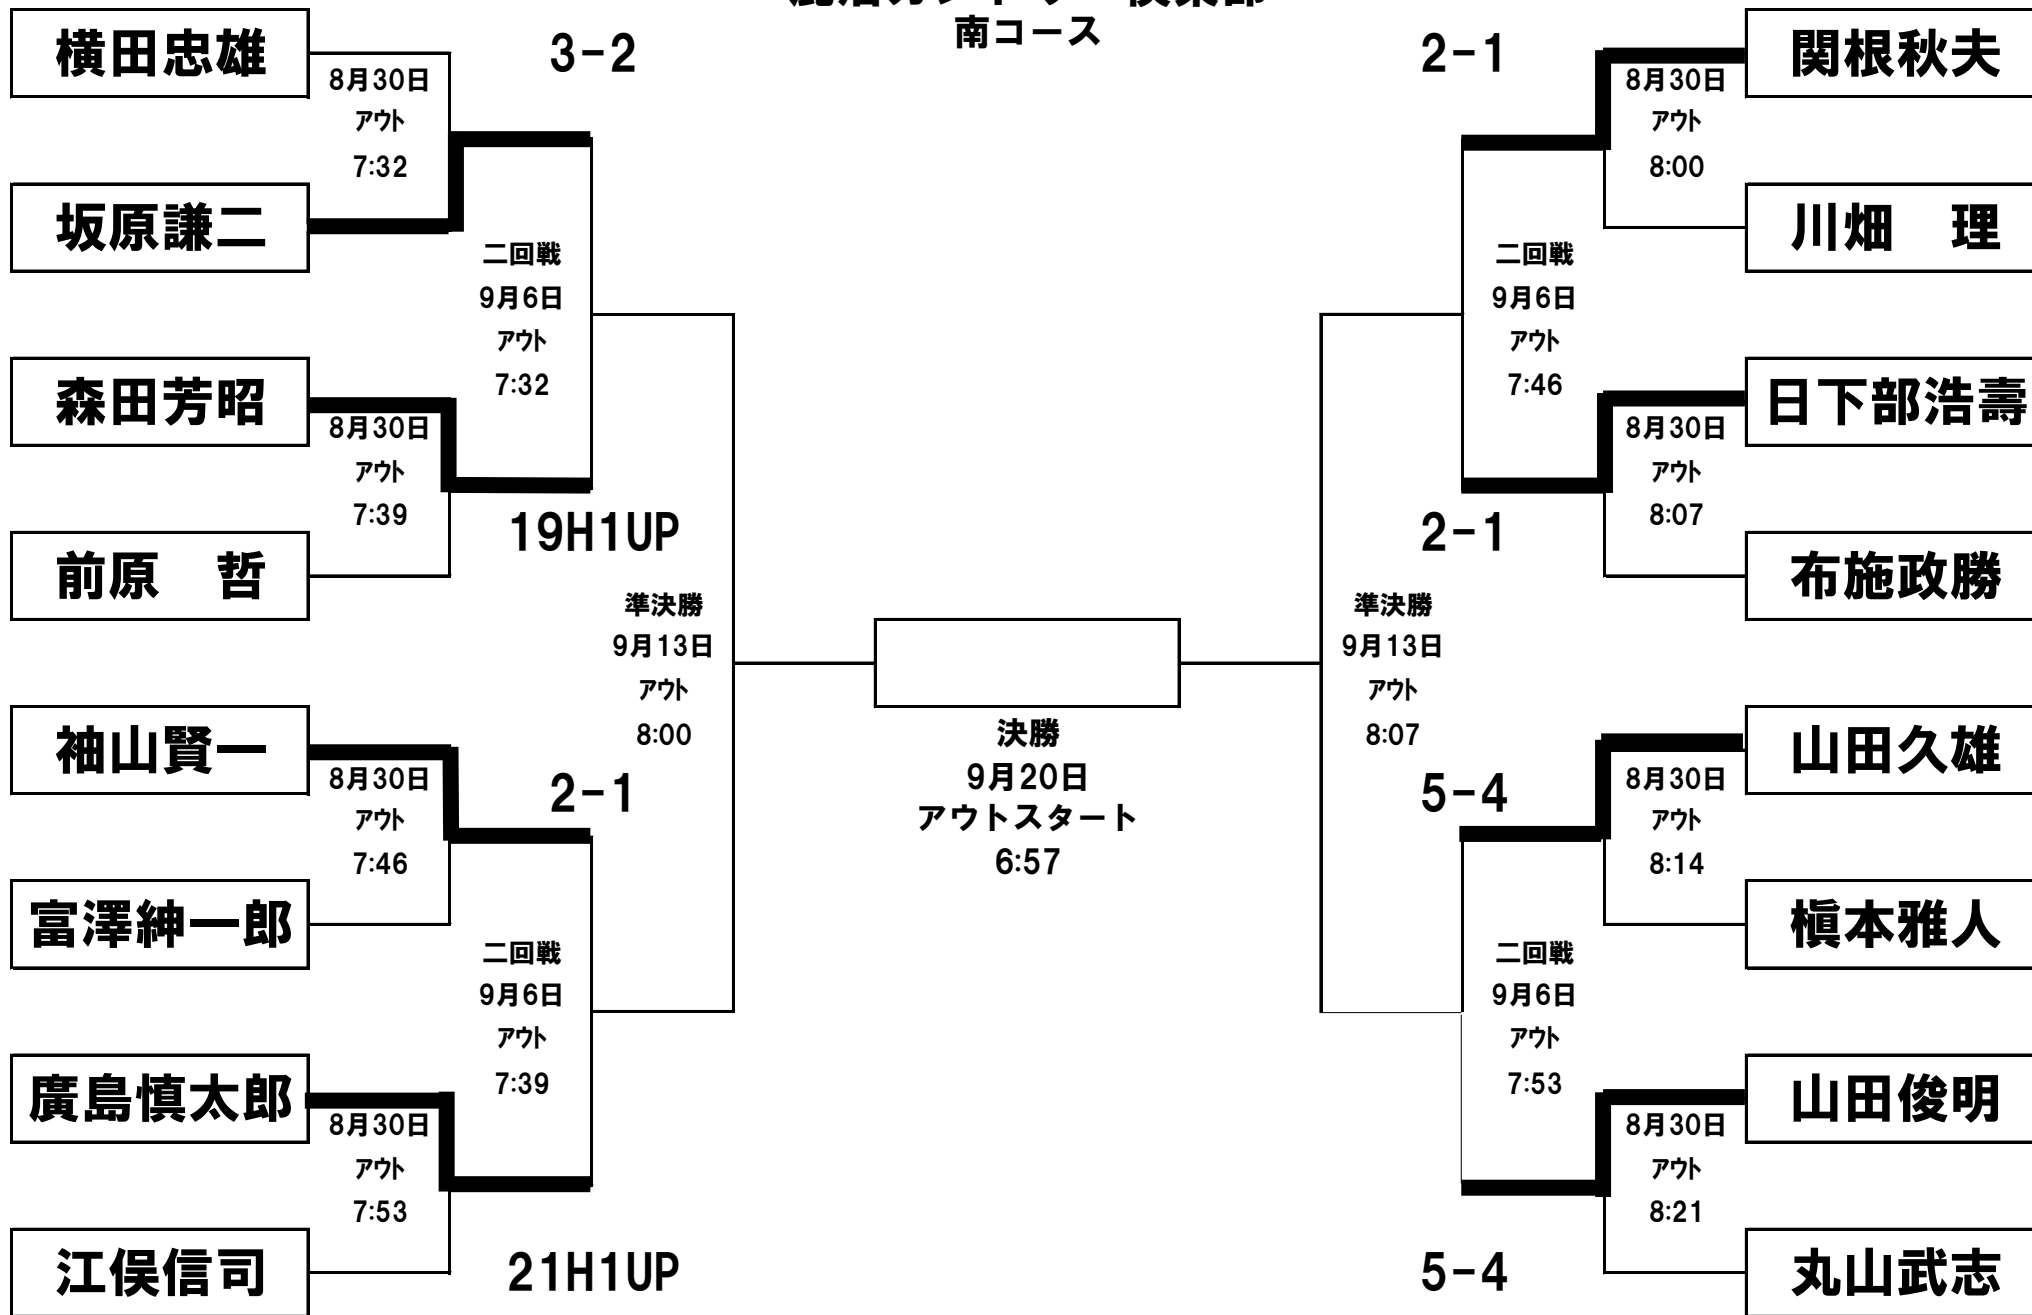 南コース
横田忠雄
8月30日
アウト
7:32
坂原謙二
3-2
二回戦
9月6日
アウト
7:32
森田芳昭
8月30日
アウト
7:39
前原　哲
19H1UP
準決勝
9月13日
アウト
8:00
袖山賢一
8月30日
アウト
7:46
富澤紳一郎
2-1
二回戦
9月6日
アウト
7:39
廣島慎太郎
8月30日
アウト
7:53
江俣信司
21H1UP
決勝
9月20日
アウトスタート
6:57
2-1
関根秋夫
8月30日
アウト
8:00
川畑　理
二回戦
9月6日
アウト
7:46
日下部浩壽
8月30日
アウト
8:07
布施政勝
2-1
準決勝
9月13日
アウト
8:07
5-4
山田久雄
8月30日
アウト
8:14
槇本雅人
二回戦
9月6日
アウト
7:53
山田俊明
8月30日
アウト
8:21
丸山武志
5-4